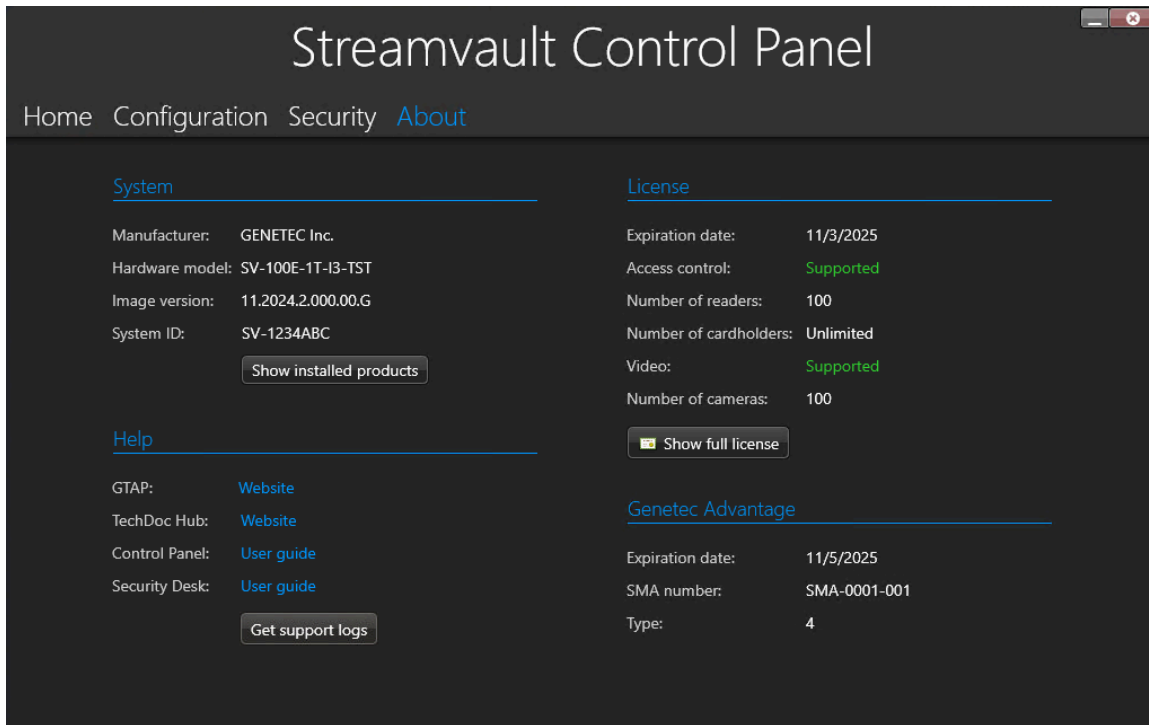 Streamvault Control Panel
Home Configuration Security About
System
Manufacturer: GENETEC Inc.
Hardware model: SV-100E-1T-I3-TST
Image version: 11.2024.2.000.00.G
System ID: SV-1234ABC
Show installed products
Help
GTAP: Website
TechDoc Hub: Website
Control Panel: User guide
Security Desk: User guide
Get support logs
License
Expiration date: 11/3/2025
Access control: Supported
Number of readers: 100
Number of cardholders: Unlimited
Video: Supported
Number of cameras: 100
Show full license
Genetec Advantage
Expiration date: 11/5/2025
SMA number: SMA-0001-001
Type: 4